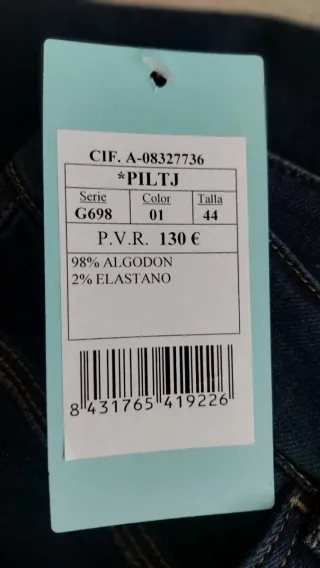 CIF. A-08327736
*PILTJ
Serie Color Talla
G698 01 44
P.V.R. 130 €
98% ALGODON
2% ELASTANO
8 431765 419226